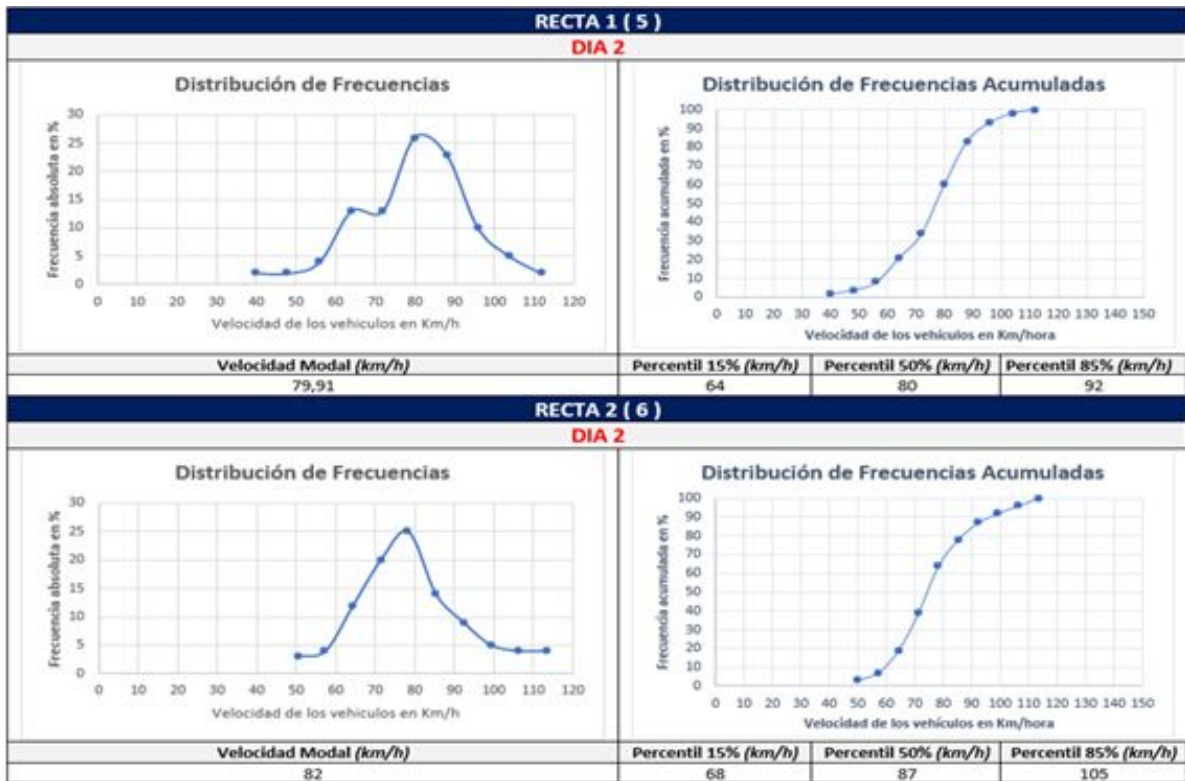 RECTA 1 ( 5 )
DIA 2
Distribución de Frecuencias
Frecuencia absoluta en %
30
25
20
15
10
5
0
0 10 20 30 40 50 60 70 80 90 100 110 120
Velocidad de los vehiculos en Km/h
Distribución de Frecuencias Acumuladas
Frecuencia acumulada en %
100
90
80
70
60
50
40
30
20
10
0
0 10 20 30 40 50 60 70 80 90 100 110 120 130 140 150
Velocidad de los vehículos en Km/hora
Velocidad Modal (km/h) Percentil 15% (km/h) Percentil 50% (km/h) Percentil 85% (km/h)
79,91 64 80 92
RECTA 2 ( 6 )
DIA 2
Distribución de Frecuencias
Frecuencia absoluta en %
30
25
20
15
10
5
0
0 10 20 30 40 50 60 70 80 90 100 110 120
Velocidad de los vehiculos en Km/h
Distribución de Frecuencias Acumuladas
Frecuencia acumulada en %
100
90
80
70
60
50
40
30
20
10
0
0 10 20 30 40 50 60 70 80 90 100 110 120 130 140 150
Velocidad de los vehículos en Km/hora
Velocidad Modal (km/h) Percentil 15% (km/h) Percentil 50% (km/h) Percentil 85% (km/h)
82 68 87 105